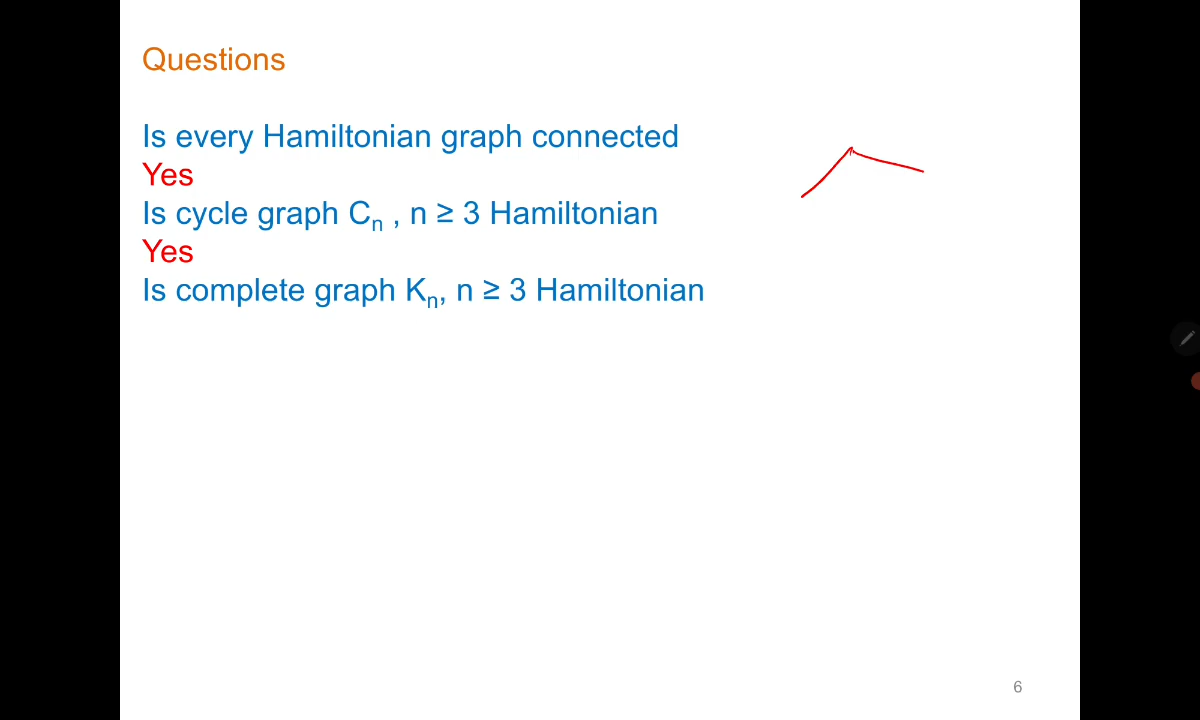 Questions
Is every Hamiltonian graph connected
Yes
Is cycle graph Cn , n ≥ 3 Hamiltonian
Yes
Is complete graph Kn, n ≥ 3 Hamiltonian
6